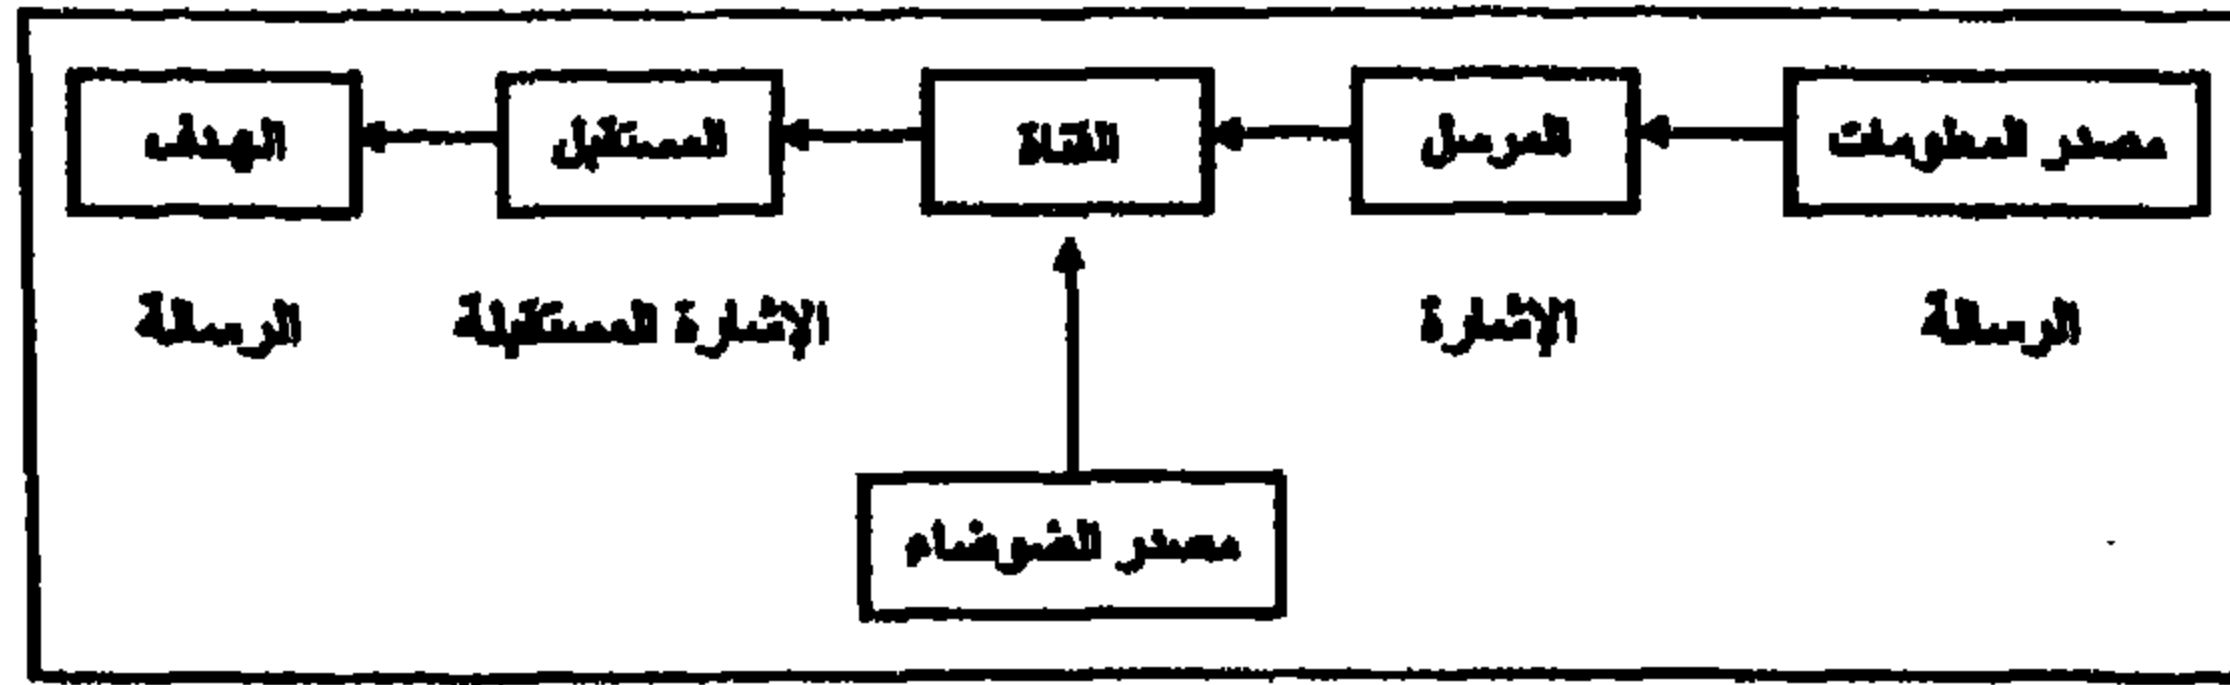 مصدر المعلومات المرسل القناة المستقبل الهدف
الرسالة الإشارة الإشارة المستقبلة الرسالة
مصدر الضوضاء